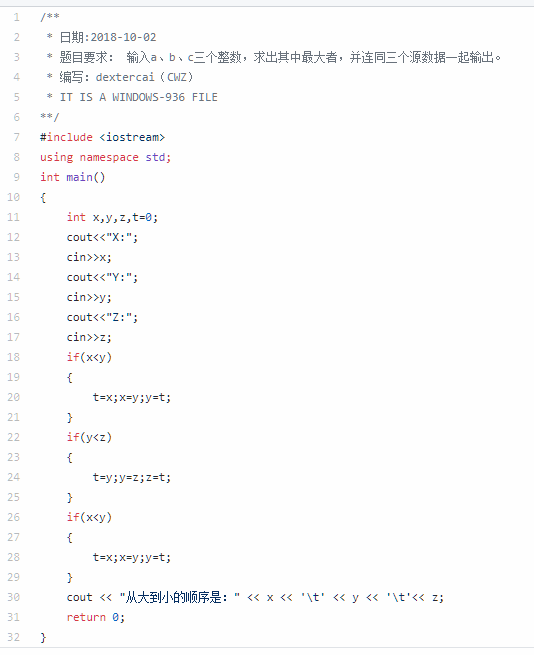 1 /**
2  * 日期:2018-10-02
3  * 题目要求： 输入a、b、c三个整数，求出其中最大者，并连同三个源数据一起输出。
4  * 编写：dextercai（CWZ）
5  * IT IS A WINDOWS-936 FILE
6 **/
7 #include <iostream>
8 using namespace std;
9 int main()
10 {
11     int x,y,z,t=0;
12     cout<<"X:";
13     cin>>x;
14     cout<<"Y:";
15     cin>>y;
16     cout<<"Z:";
17     cin>>z;
18     if(x<y)
19     {
20         t=x;x=y;y=t;
21     }
22     if(y<z)
23     {
24         t=y;y=z;z=t;
25     }
26     if(x<y)
27     {
28         t=x;x=y;y=t;
29     }
30     cout << "从大到小的顺序是：" << x << '\t' << y << '\t'<< z;
31     return 0;
32 }